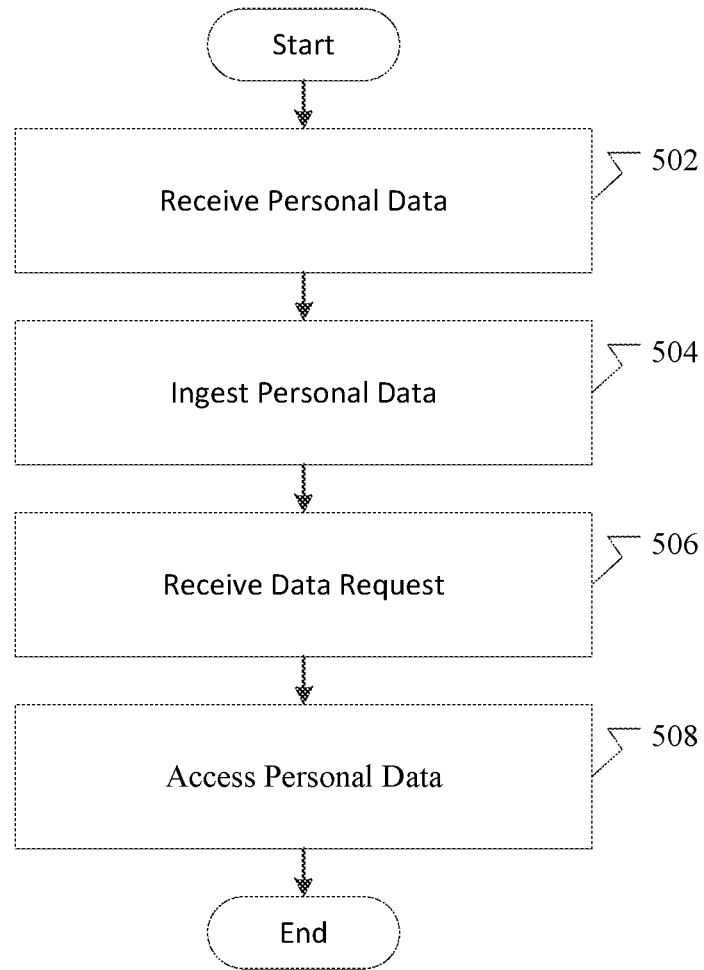 Start
Receive Personal Data
502
Ingest Personal Data
504
Receive Data Request
506
Access Personal Data
508
End